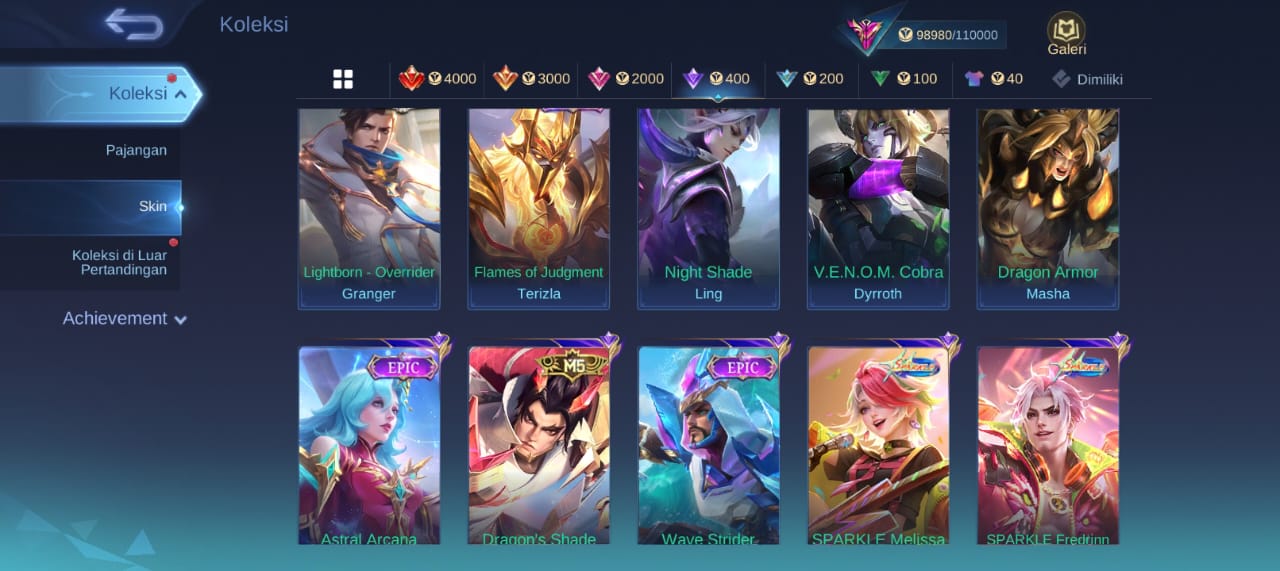 Koleksi
98980/110000
Galeri
4000
3000
2000
400
200
100
40
Dimiliki
Koleksi
Pajangan
Skin
Koleksi di Luar
Pertandingan
Achievement
Lightborn - Overrider
Granger
Flames of Judgment
Terizla
Night Shade
Ling
V.E.N.O.M. Cobra
Dyrroth
Dragon Armor
Masha
EPIC
Astral Arcana
M5
Dragon's Shade
EPIC
Wave Strider
SPARKLE
SPARKLE Melissa
SPARKLE
SPARKLE Fredrinn